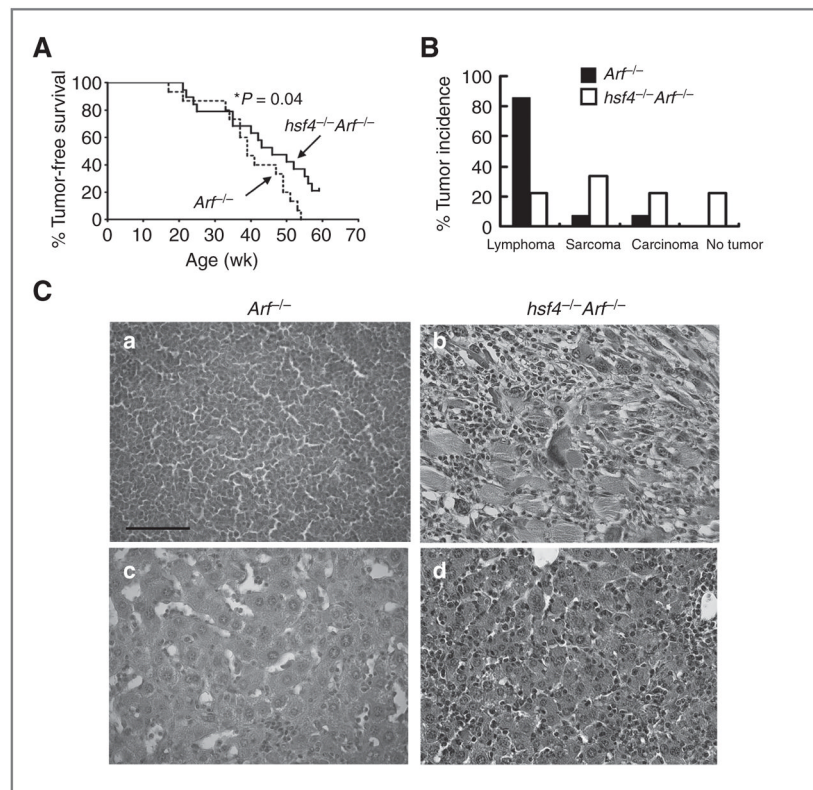 A
% Tumor-free survival
100
80
60
40
20
0
*P = 0.04
hsf4–/–Arf–/–
Arf–/–
0 10 20 30 40 50 60 70
Age (wk)
B
% Tumor incidence
100
80
60
40
20
0
Arf–/–
hsf4–/–Arf–/–
Lymphoma Sarcoma Carcinoma No tumor
C
Arf–/– hsf4–/–Arf–/–
a b
c d